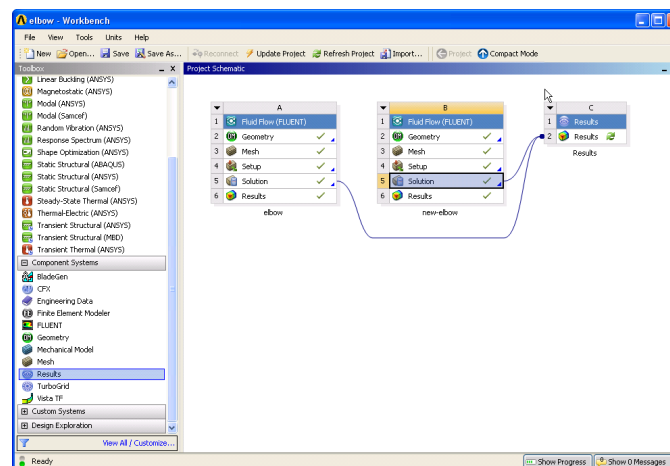 elbow - Workbench
File View Tools Units Help
New Open... Save Save As... Reconnect Update Project Refresh Project Import... Project Compact Mode
Toolbox
Project Schematic
Linear Buckling (ANSYS)
Magnetostatic (ANSYS)
Modal (ANSYS)
Modal (Samcef)
Random Vibration (ANSYS)
Response Spectrum (ANSYS)
Shape Optimization (ANSYS)
Static Structural (ABAQUS)
Static Structural (ANSYS)
Static Structural (Samcef)
Steady-State Thermal (ANSYS)
Thermal-Electric (ANSYS)
Transient Structural (ANSYS)
Transient Structural (MBD)
Transient Thermal (ANSYS)
Component Systems
BladeGen
CFX
Engineering Data
Finite Element Modeler
FLUENT
Geometry
Mechanical Model
Mesh
Results
TurboGrid
Vista TF
Custom Systems
Design Exploration
View All / Customize...
A
1 Fluid Flow (FLUENT)
2 Geometry
3 Mesh
4 Setup
5 Solution
6 Results
elbow
B
1 Fluid Flow (FLUENT)
2 Geometry
3 Mesh
4 Setup
5 Solution
6 Results
new-elbow
C
1 Results
2 Results
Results
Ready
Show Progress Show 0 Messages